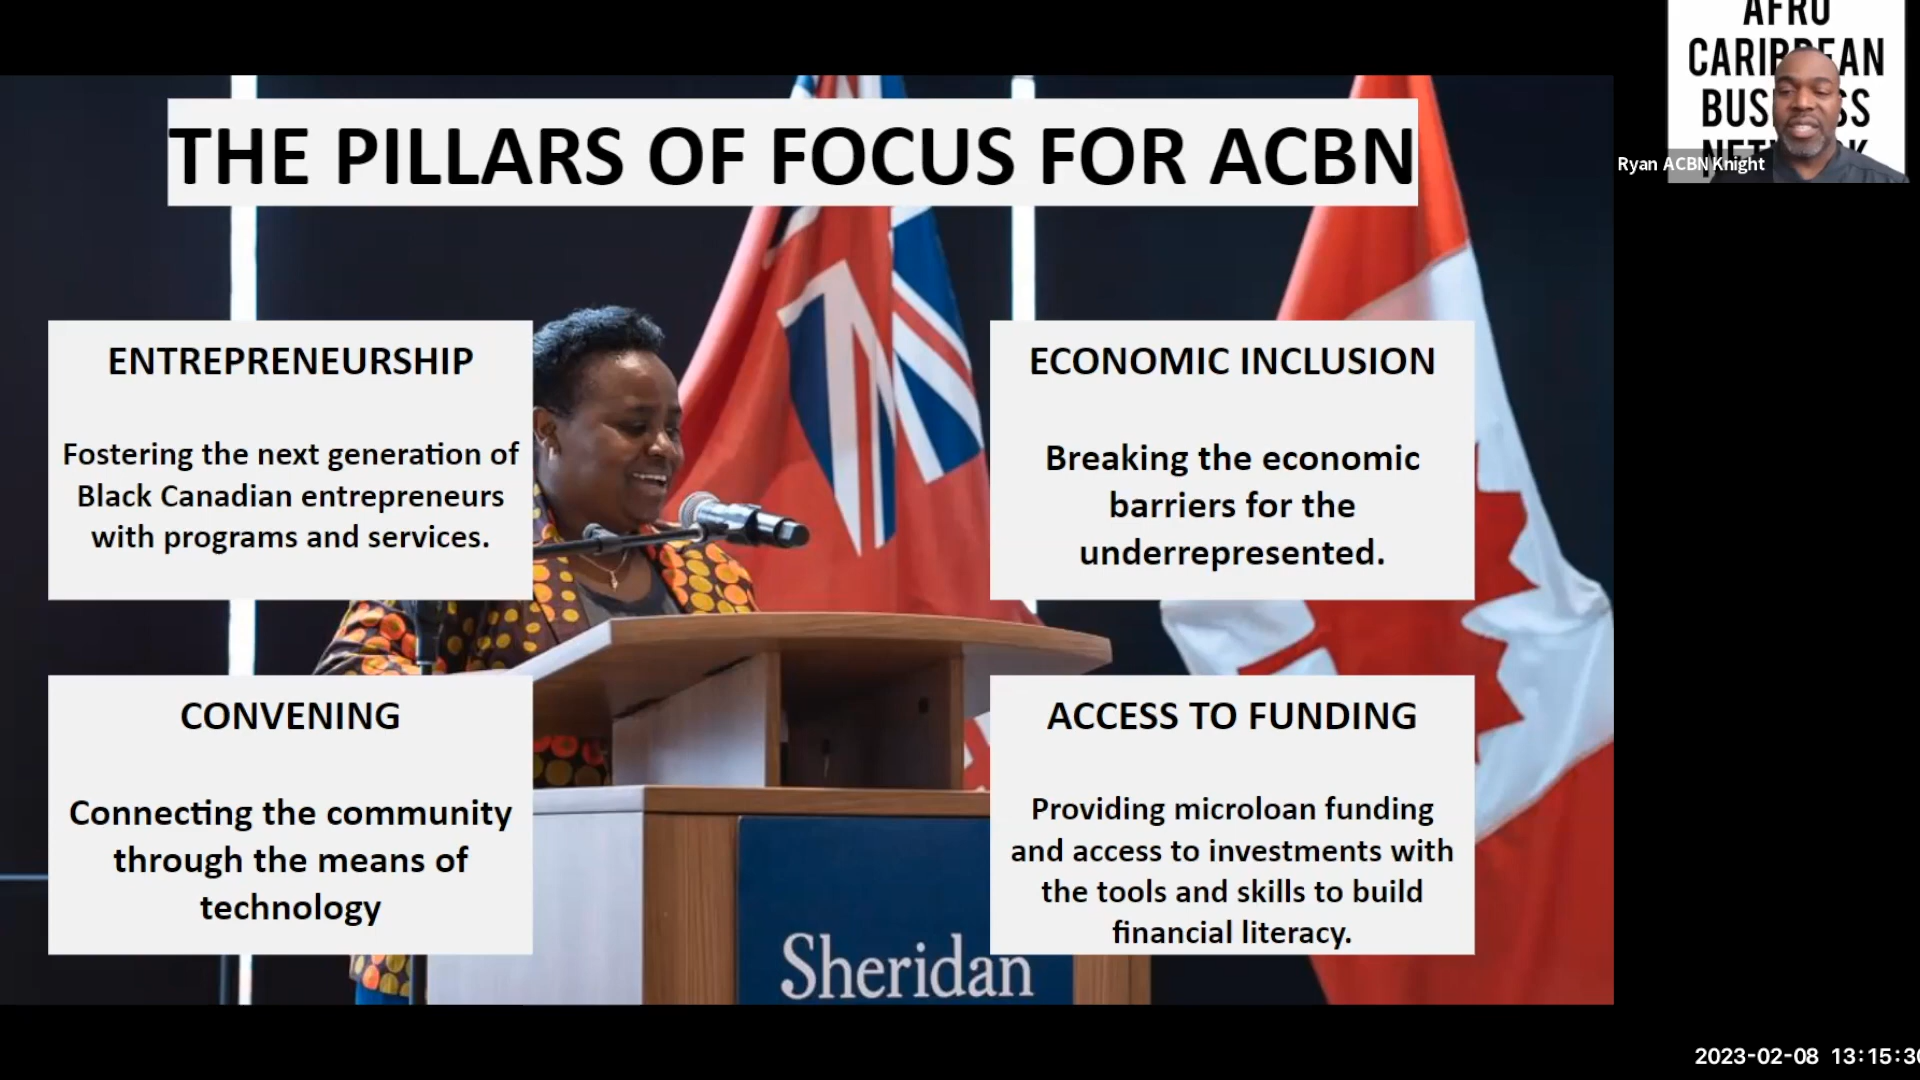 THE PILLARS OF FOCUS FOR ACBN
ENTREPRENEURSHIP
Fostering the next generation of
Black Canadian entrepreneurs
with programs and services.
ECONOMIC INCLUSION
Breaking the economic
barriers for the
underrepresented.
CONVENING
Connecting the community
through the means of
technology
ACCESS TO FUNDING
Providing microloan funding
and access to investments with
the tools and skills to build
financial literacy.
Sheridan
AFRO
Ryan ACBN Knight
2023-02-08 13:15:30